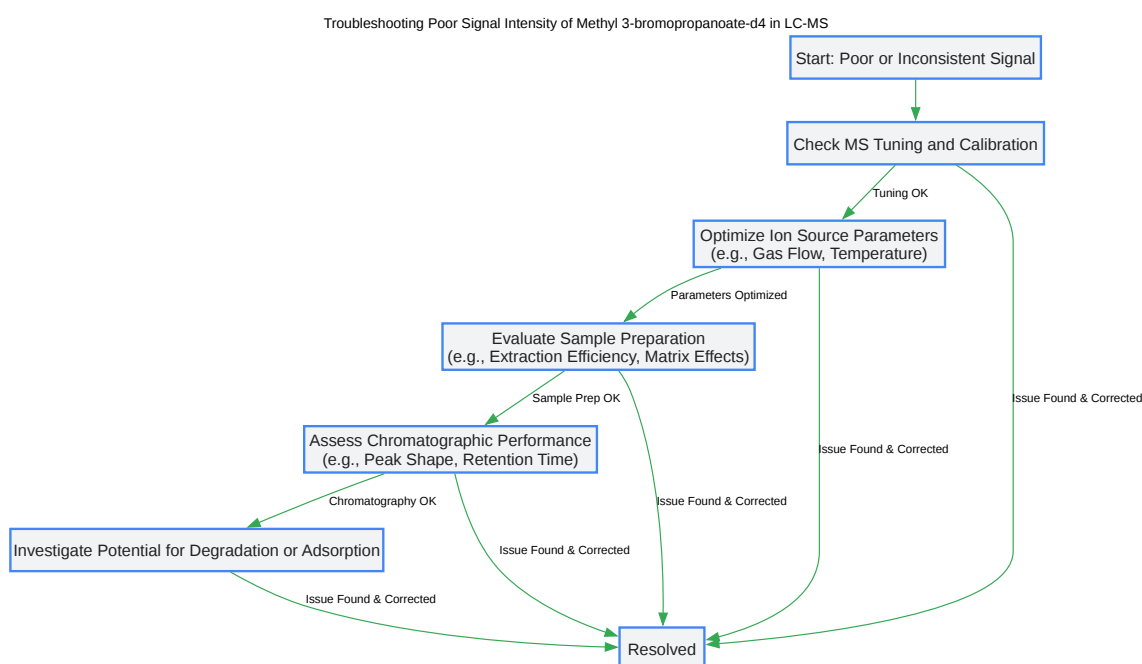 Troubleshooting Poor Signal Intensity of Methyl 3-bromopropanoate-d4 in LC-MS
Start: Poor or Inconsistent Signal
Check MS Tuning and Calibration
Tuning OK
Optimize Ion Source Parameters
(e.g., Gas Flow, Temperature)
Parameters Optimized
Evaluate Sample Preparation
(e.g., Extraction Efficiency, Matrix Effects)
Sample Prep OK
Issue Found & Corrected
Assess Chromatographic Performance
(e.g., Peak Shape, Retention Time)
Issue Found & Corrected
Chromatography OK
Issue Found & Corrected
Investigate Potential for Degradation or Adsorption
Issue Found & Corrected
Issue Found & Corrected
Resolved